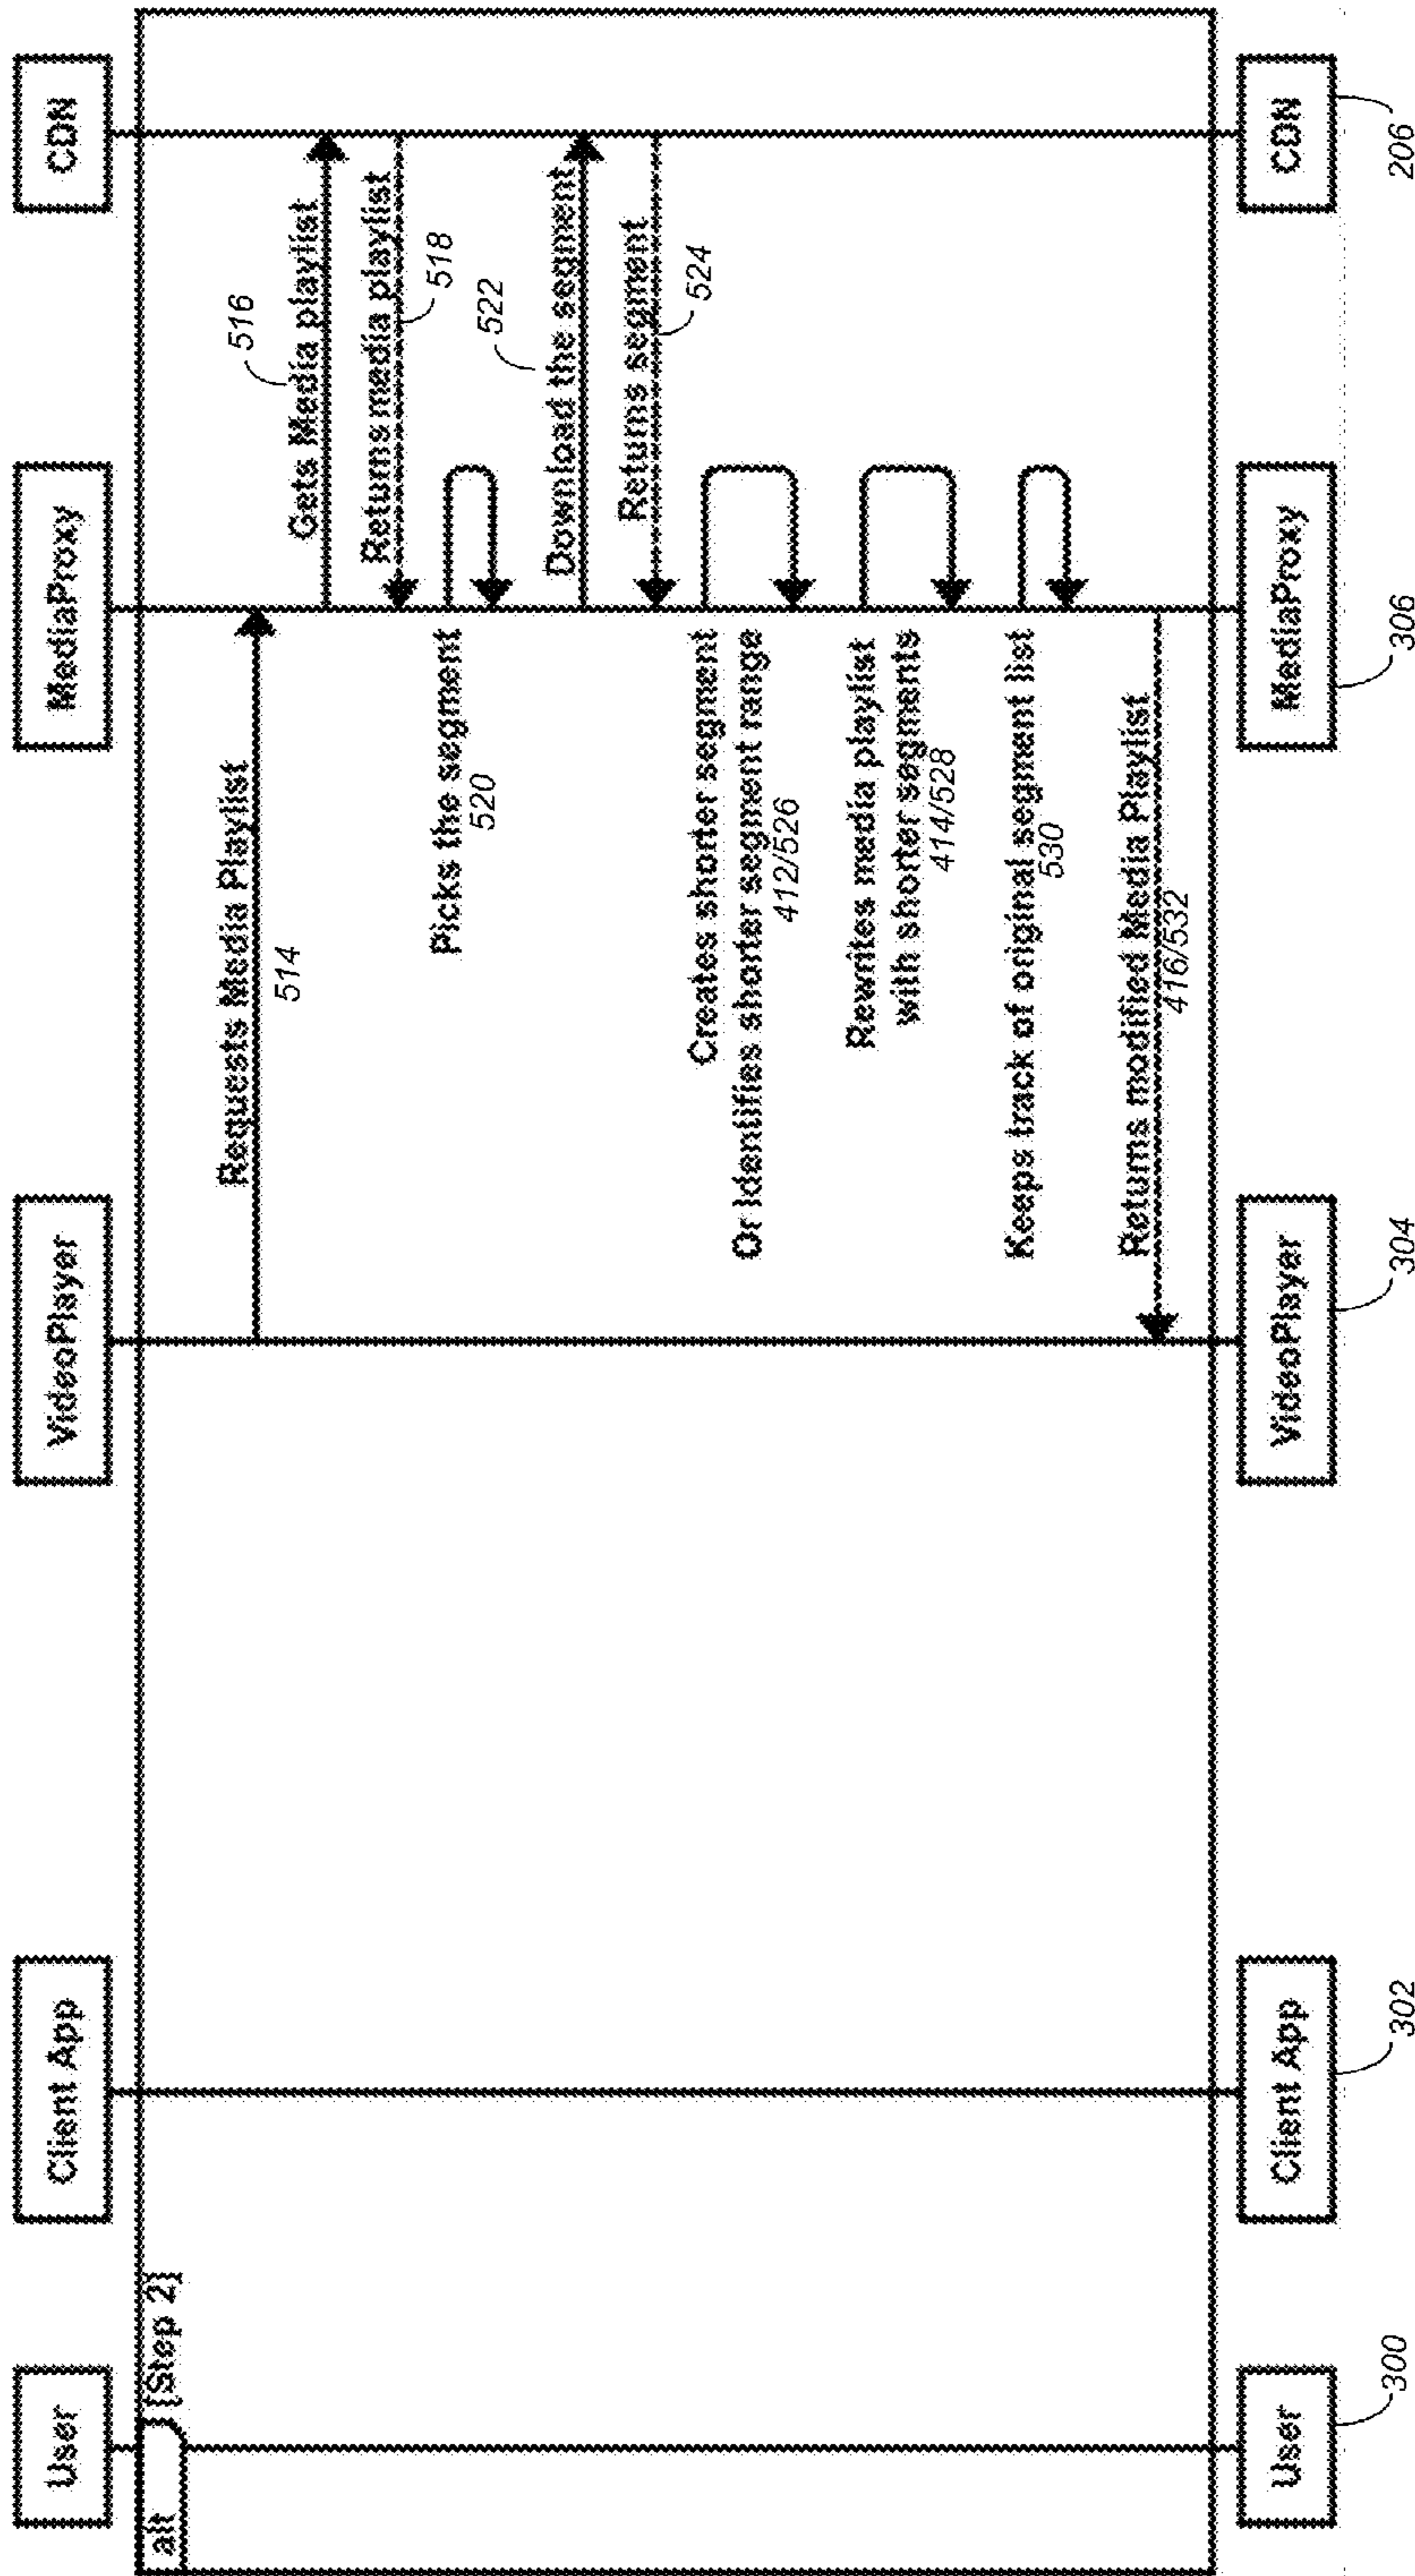 User
Client App
VideoPlayer
MediaProxy
CDN
alt
[Step 2]
Requests Media Playlist
514
516
Gets Media playlist
Returns media playlist
518
Picks the segment
520
522
Download the segment
Returns segment
524
Creates shorter segment
Or Identifies shorter segment range
412/526
Rewrites media playlist
with shorter segments
414/528
Keeps track of original segment list
530
Returns modified Media Playlist
416/532
User
Client App
VideoPlayer
MediaProxy
CDN
300
302
304
306
206